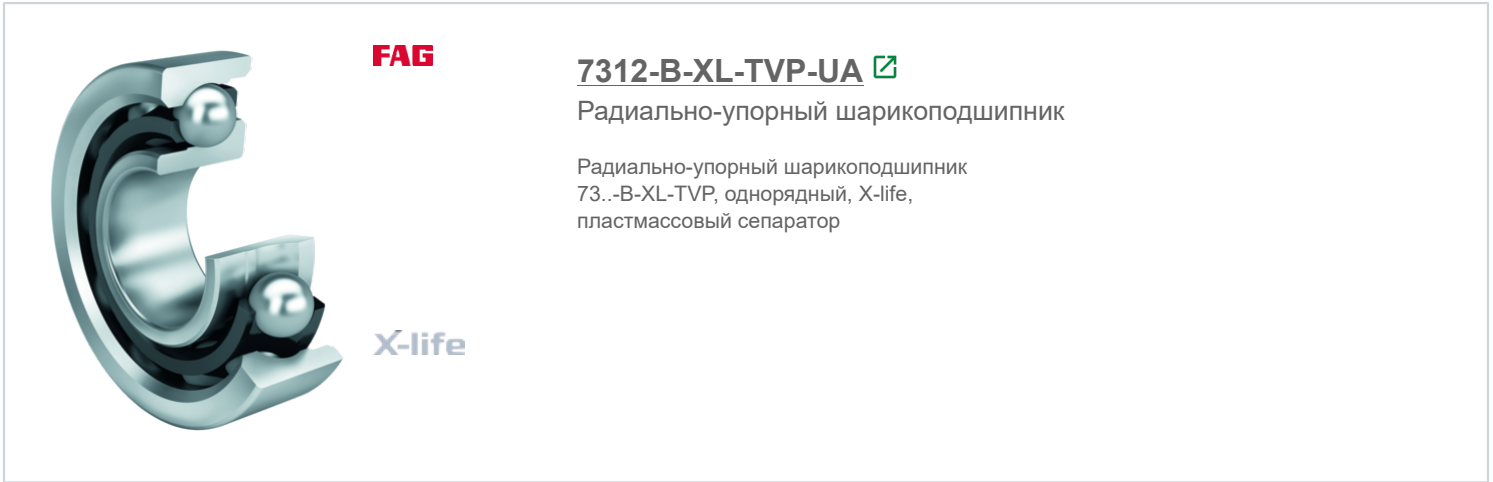 FAG
7312-B-XL-TVP-UA
Радиально-упорный шарикоподшипник
Радиально-упорный шарикоподшипник
73..-B-XL-TVP, однорядный, X-life,
пластмассовый сепаратор
X-life